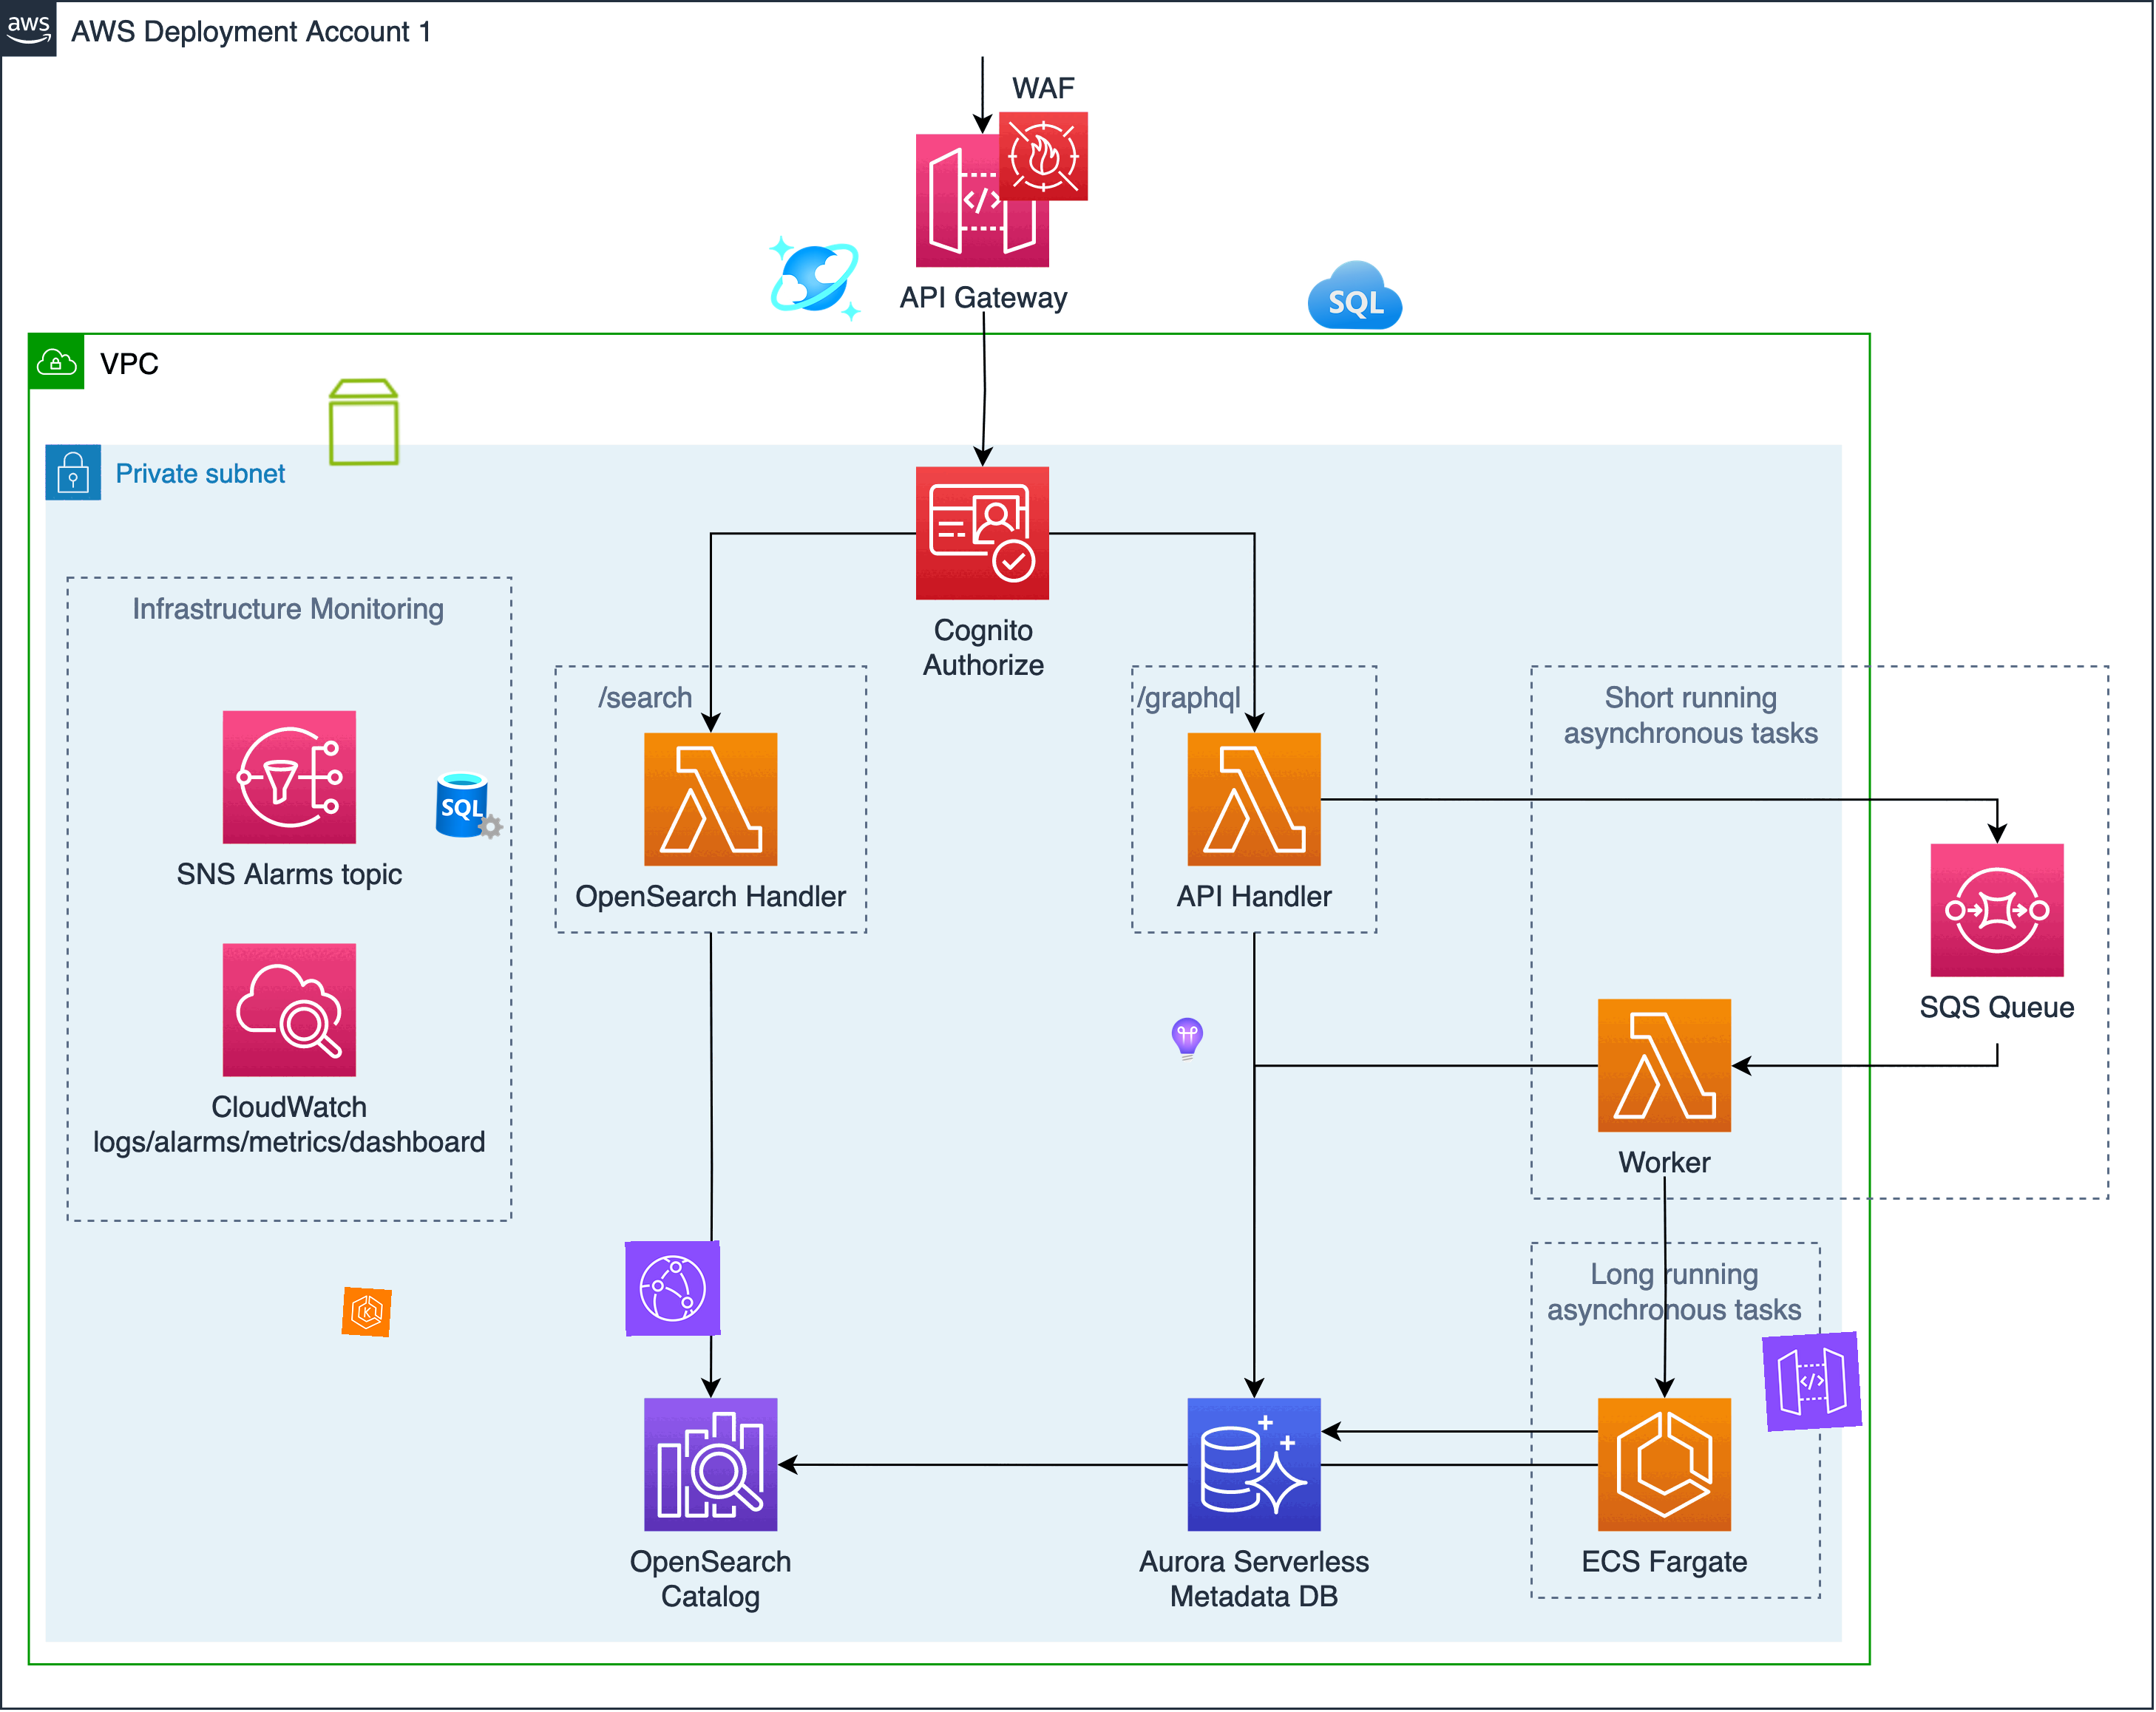 aws
AWS Deployment Account 1
WAF
</>
API Gateway
SQL
VPC
Private subnet
Cognito
Authorize
Infrastructure Monitoring
/search
/graphql
Short running
asynchronous tasks
SQL
SNS Alarms topic
OpenSearch Handler
API Handler
SQS Queue
CloudWatch
logs/alarms/metrics/dashboard
Worker
Long running
asynchronous tasks
K
</>
OpenSearch
Catalog
Aurora Serverless
Metadata DB
ECS Fargate